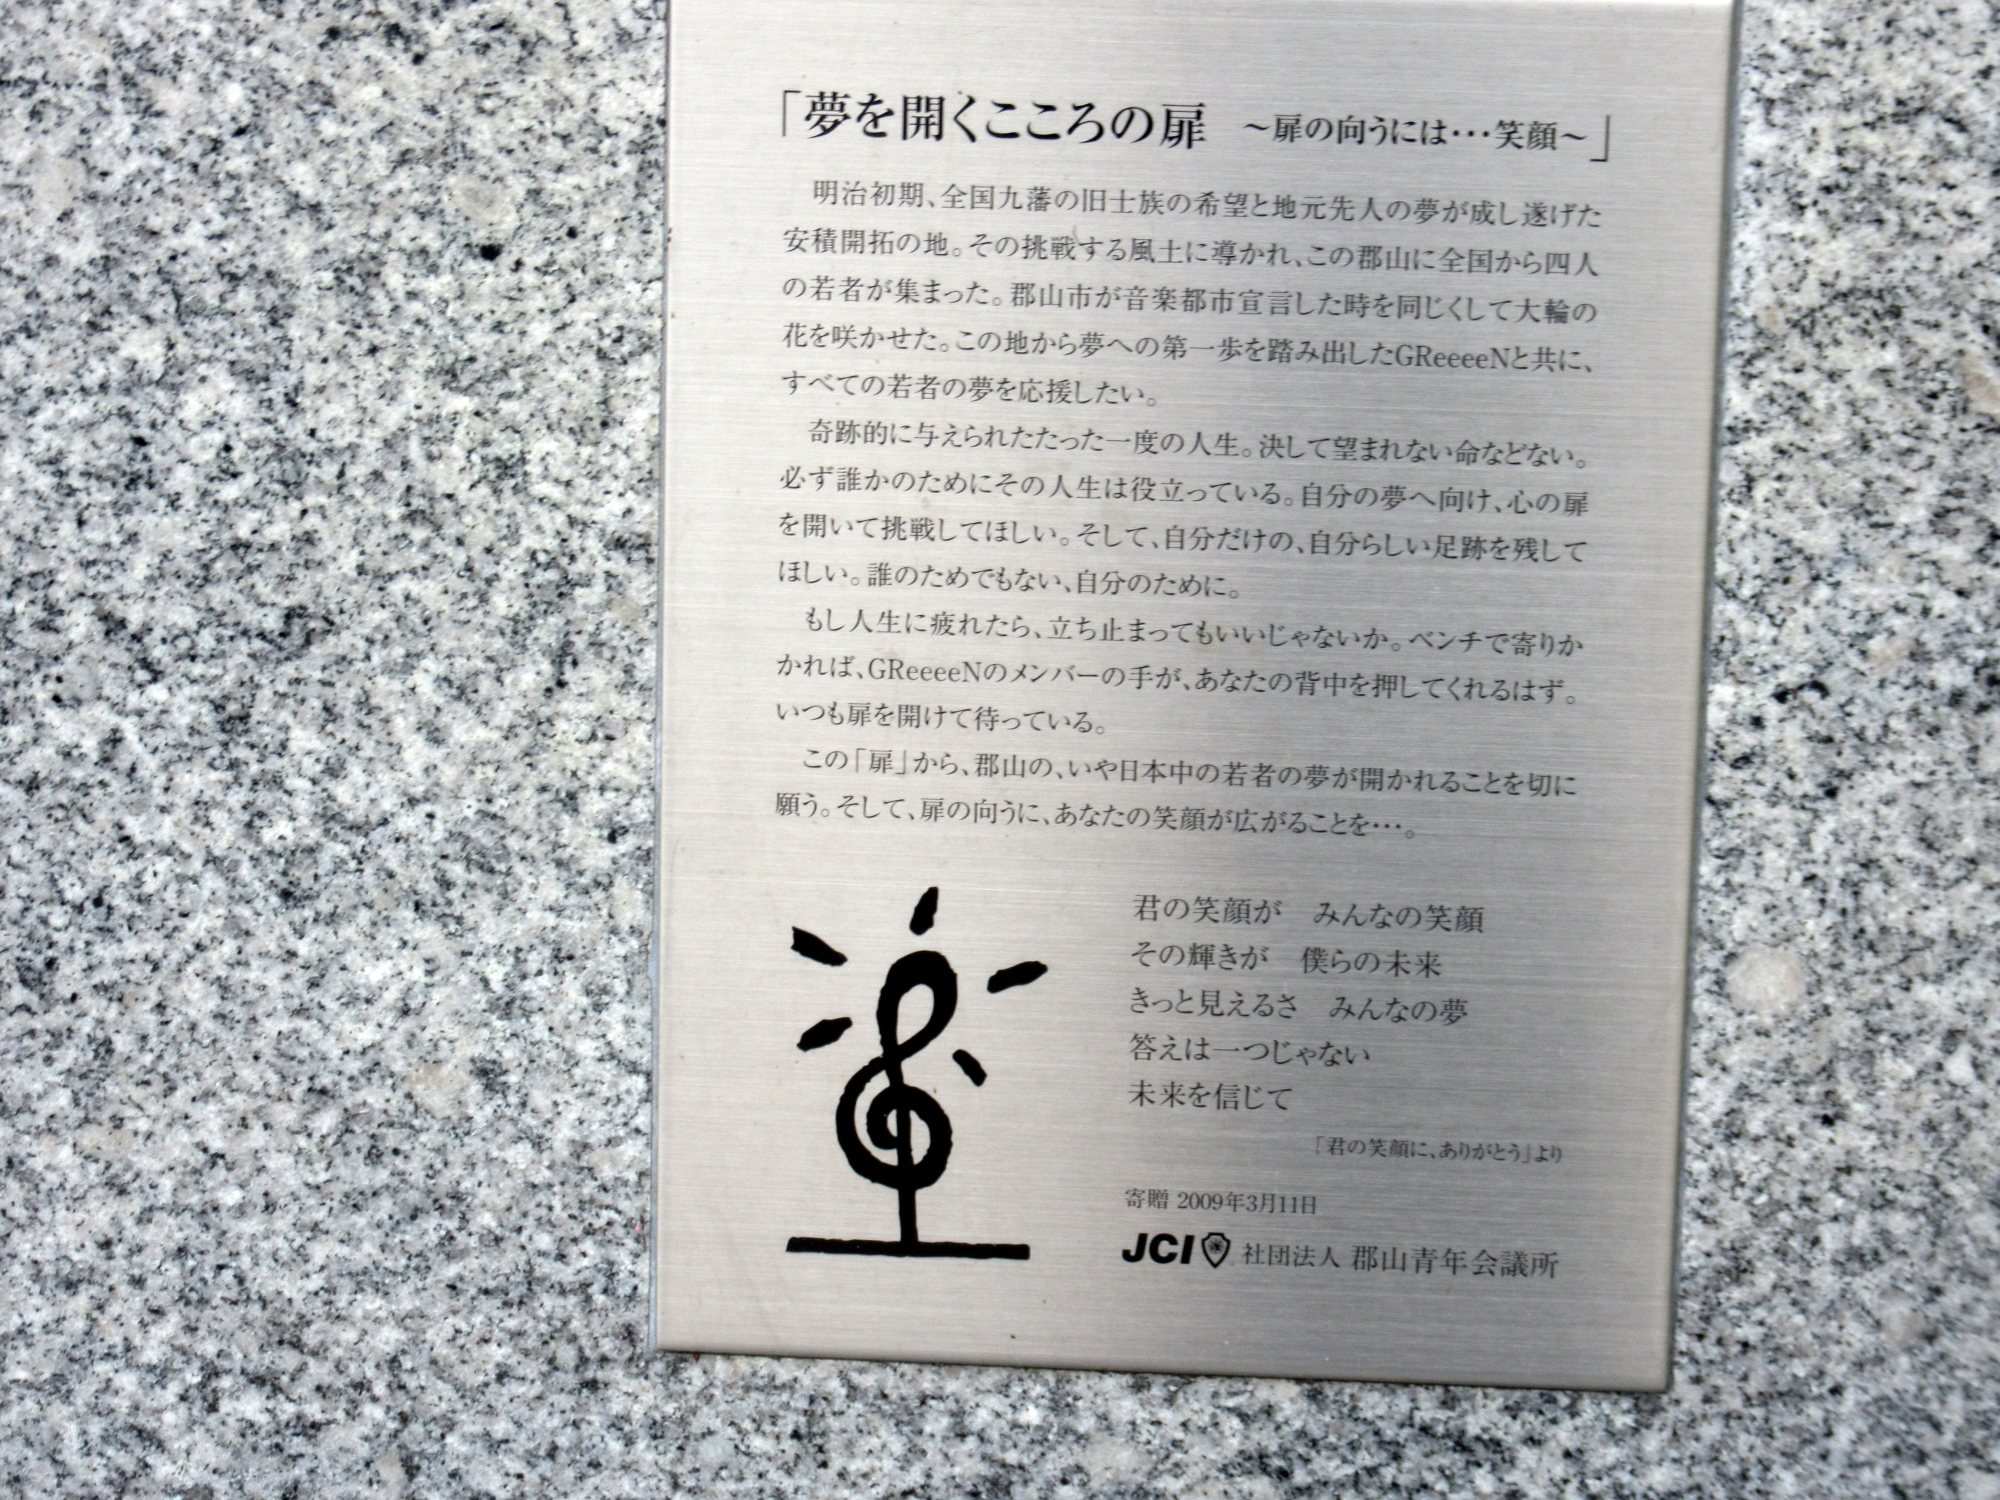 「夢を開くこころの扉　～扉の向うには・・・笑顔～」
明治初期、全国九藩の旧士族の希望と地元先人の夢が成し遂げた
安積開拓の地。その挑戦する風土に導かれ、この郡山に全国から四人
の若者が集まった。郡山市が音楽都市宣言した時を同じくして大輪の
花を咲かせた。この地から夢への第一歩を踏み出したGReeeeNと共に、
すべての若者の夢を応援したい。
奇跡的に与えられたたった一度の人生。決して望まれない命などない。
必ず誰かのためにその人生は役立っている。自分の夢へ向け、心の扉
を開いて挑戦してほしい。そして、自分だけの、自分らしい足跡を残して
ほしい。誰のためでもない、自分のために。
もし人生に疲れたら、立ち止まってもいいじゃないか。ベンチで寄りか
かれば、GReeeeNのメンバーの手が、あなたの背中を押してくれるはず。
いつも扉を開けて待っている。
この「扉」から、郡山の、いや日本中の若者の夢が開かれることを切に
願う。そして、扉の向うに、あなたの笑顔が広がることを・・・。
君の笑顔が　みんなの笑顔
その輝きが　僕らの未来
きっと見えるさ　みんなの夢
答えは一つじゃない
未来を信じて
「君の笑顔に、ありがとう」より
寄贈 2009年3月11日
JCI 社団法人 郡山青年会議所